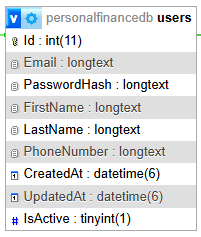 v personalfinancedb users
Id : int(11)
Email : longtext
PasswordHash : longtext
FirstName : longtext
LastName : longtext
PhoneNumber : longtext
CreatedAt : datetime(6)
UpdatedAt : datetime(6)
# IsActive : tinyint(1)